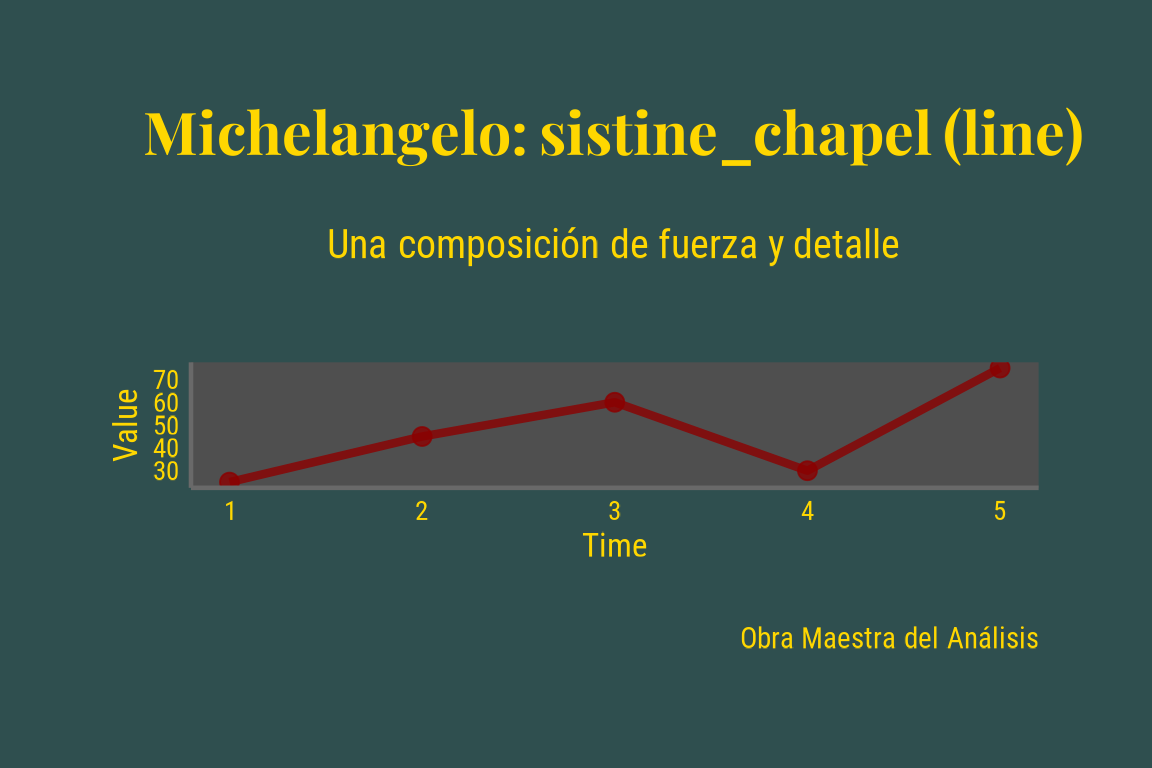 Michelangelo: sistine_chapel (line)
Una composición de fuerza y detalle
Value
70
60
50
40
30
1 2 3 4 5
Time
Obra Maestra del Análisis